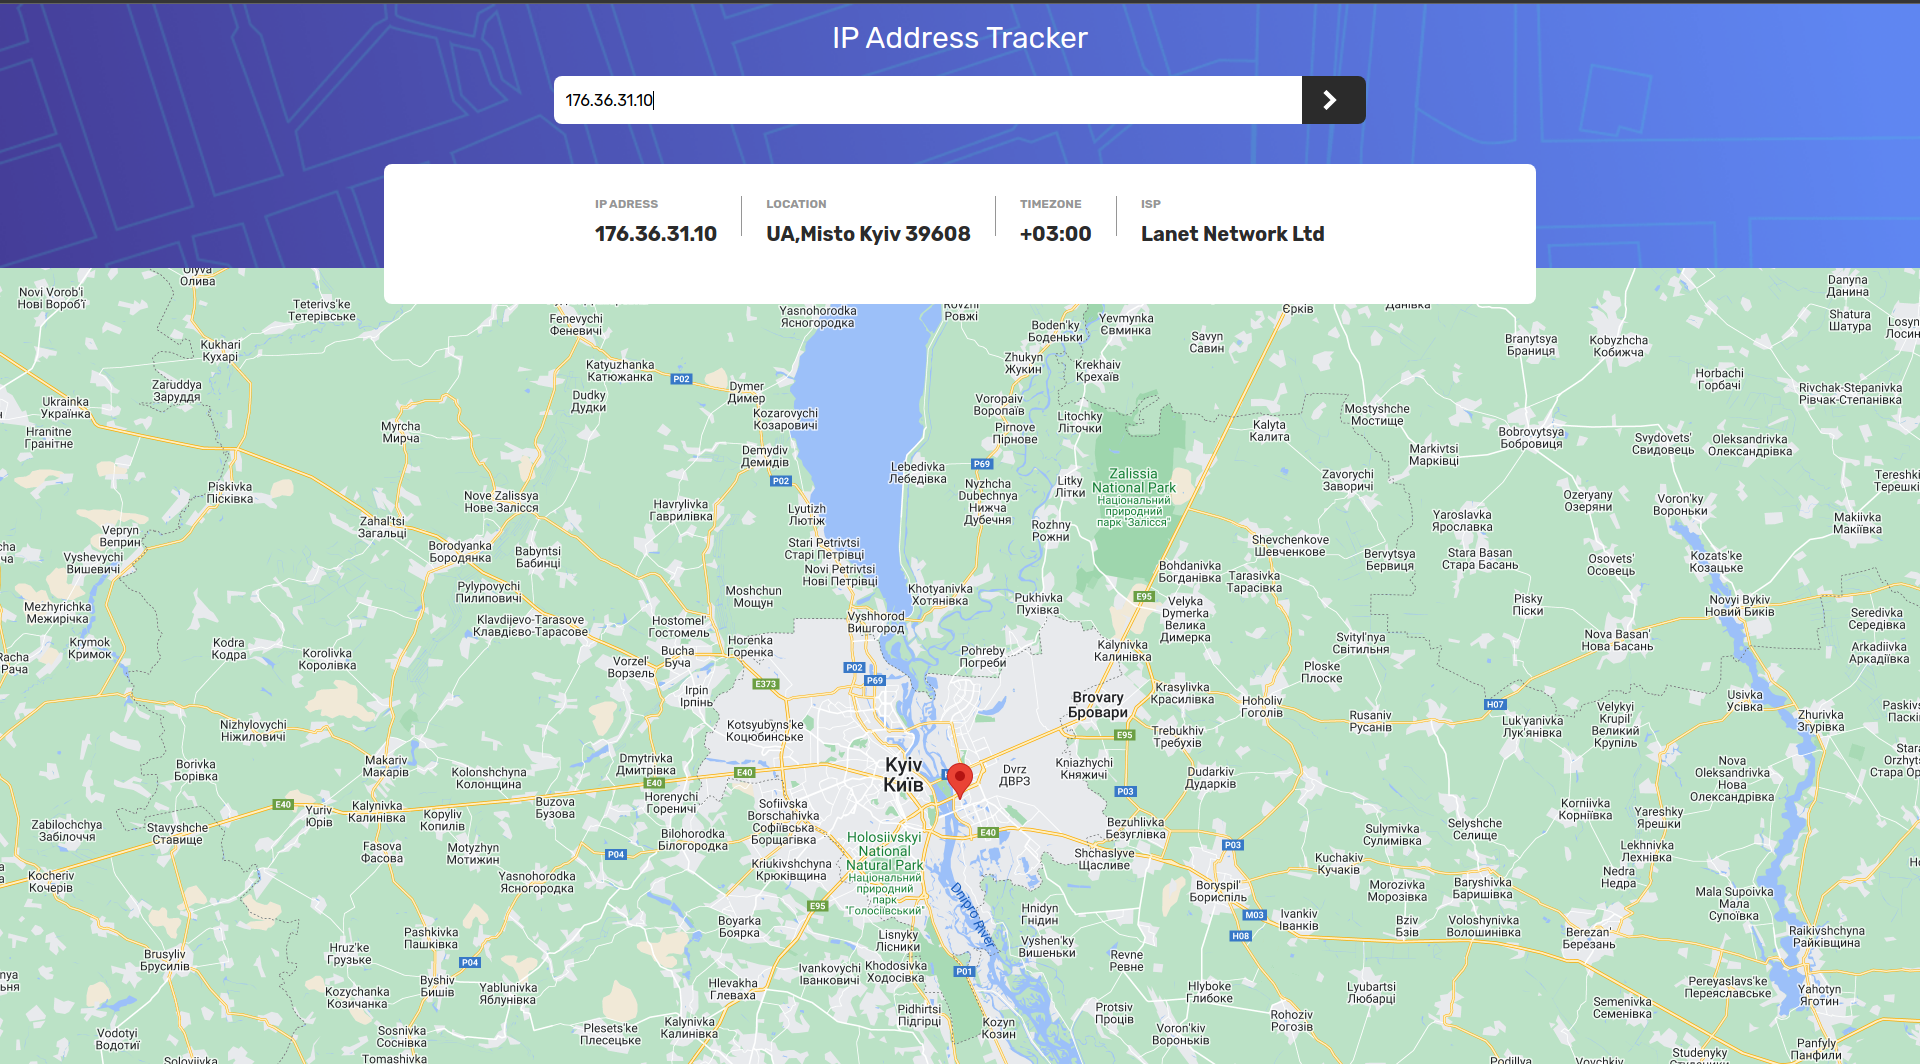 IP Address Tracker
176.36.31.10
IP ADRESS
176.36.31.10
LOCATION
UA,Misto Kyiv 39608
TIMEZONE
+03:00
ISP
Lanet Network Ltd
Олива
Novi Vorob'i
Нові Вороб'ї
Teterivs'ke
Тетерівське
Fenevychi
Феневичі
Yasnohorodka
Ясногородка
Ровжі
Yevmynka
Євминка
Єрків
Данівка
Danyna
Данина
Shatura
Шатура
Boden'ky
Боденьки
Savyn
Савин
Branytsya
Браниця
Kobyzhcha
Кобижча
Kukhari
Кухарі
Katyuzhanka
Катюжанка
P02
Zhukyn
Жукин
Krekhaiv
Крехаїв
Horbachi
Горбачі
Rivchak-Stepanivka
Рівчак-Степанівка
Zaruddya
Заруддя
Dymer
Димер
Dudky
Дудки
Ukrainka
Українка
Kozarovychi
Козаровичі
Voropaiv
Воропаїв
Litochky
Літочки
Mostyshche
Мостище
Hranitne
Гранітне
Myrcha
Мирча
Pirnove
Пірнове
Kalyta
Калита
Bobrovytsya
Бобровиця
Svydovets'
Свидовець
Oleksandrivka
Олександрівка
Demydiv
Демидів
P02
Lebedivka
Лебедівка
P69
Markivtsi
Марківці
Zalissia
National Park
Національний
природний
парк "Залісся"
Litky
Літки
Zavorychi
Заворичі
Piskivka
Пісківка
Nove Zalissya
Нове Залісся
Havrylivka
Гаврилівка
Nyzhcha
Dubechnya
Нижча
Дубечня
Ozeryany
Озеряни
Voron'ky
Вороньки
Lyutizh
Лютіж
Rozhny
Рожни
Yaroslavka
Ярославка
Makiivka
Макіївка
Zahal'tsi
Загальці
Vepryn
Веприн
Vyshevychi
Вишевичі
Borodyanka
Бородянка
Babyntsi
Бабинці
Stari Petrivtsi
Старі Петрівці
Novi Petrivtsi
Нові Петрівці
Shevchenkove
Шевченкове
Bervytsya
Бервиця
Stara Basan
Стара Басань
Osovets'
Осовець
Kozats'ke
Козацьке
Bohdanivka
Богданівка
Tarasivka
Тарасівка
Pylypovychi
Пилиповичі
Moshchun
Мощун
Khotyanivka
Хотянівка
Pukhivka
Пухівка
E95
Velyka
Dymerka
Велика
Димерка
Pisky
Піски
Novyi Bykiv
Новий Биків
Seredivka
Середівка
Mezhyrichka
Межирічка
Klavdijevo-Tarasove
Клавдієво-Тарасове
Hostomel'
Гостомель
Vyshhorod
Вишгород
Krymok
Кримок
Kodra
Кодра
Korolivka
Королівка
Bucha
Буча
Horenka
Горенка
Vorzel'
Ворзель
Pohreby
Погреби
Kalynivka
Калинівка
Svityl'nya
Світильня
Nova Basan'
Нова Басань
Arkadiivka
Аркадіївка
Рача
P02
P69
E373
Irpin
Ірпінь
Ploske
Плоске
Brovary
Бровари
Krasylivka
Красилівка
Hoholiv
Гоголів
Rusaniv
Русанів
H07
Luk'yanivka
Лук'янівка
Velykyi
Krupil'
Великий
Крупіль
Usivka
Усівка
Zhurivka
Згурівка
Nizhylovychi
Ніжиловичі
Kotsyubyns'ke
Коцюбинське
E95
Trebukhiv
Требухів
Borivka
Борівка
Makariv
Макарів
Kolonshchyna
Колонщина
Dmytrivka
Дмитрівка
E40
E40
Kyiv
Київ
Dvrz
ДВРЗ
Kniazhychi
Княжичі
Dudarkiv
Дударків
P03
Nova
Oleksandrivka
Нова
Олександрівка
E40
Yuriv
Юрів
Kalynivka
Калинівка
Kopyliv
Копилів
Buzova
Бузова
Horenychi
Гореничі
Sofiivska
Borschahivka
Софіївська
Борщагівка
E40
Bezuhlivka
Безуглівка
Korniivka
Корніївка
Yareshky
Ярешки
Zabilochchya
Забілоччя
Stavyshche
Ставище
Fasova
Фасова
Motyzhyn
Мотижин
Bilohorodka
Білогородка
P04
Holosiivskyi
National
Natural Park
Національний
природний
парк
"Голосіївський"
Shchaslyve
Щасливе
P03
Sulymivka
Сулимівка
Selyshche
Селище
Lekhnivka
Лехнівка
Kuchakiv
Кучаків
Kocheriv
Кочерів
Yasnohorodka
Ясногородка
Kriukivshchyna
Крюківщина
Dnipro River
Boryspil'
Бориспіль
Morozivka
Морозівка
Baryshivka
Баришівка
Nedra
Недра
Mala Supoivka
Мала
Супоївка
E95
Boyarka
Боярка
Hnidyn
Гнідин
M03
H08
Ivankiv
Іванків
Bziv
Бзів
Voloshynivka
Волошинівка
Berezan'
Березань
Raikivshchyna
Райківщина
Pashkivka
Пашківка
Hruz'ke
Грузьке
P04
Lisnyky
Лісники
Vyshen'ky
Вишеньки
Revne
Ревне
Brusyliv
Брусилів
Ivankovychi
Іванковичі
Khodosivka
Ходосівка
P01
Byshiv
Бишів
Yablunivka
Яблунівка
Hlevakha
Глеваха
Hlyboke
Глибоке
Lyubartsi
Любарці
Pereyaslavs'ke
Переяславське
Yahotyn
Яготин
Kozychanka
Козичанка
Pidhirtsi
Підгірці
Protsiv
Проців
Semenivka
Семенівка
Vodotyi
Водотиї
Sosnivka
Соснівка
Plesets'ke
Плесецьке
Kalynivka
Калинівка
Kozyn
Козин
Voron'kiv
Вороньків
Rohoziv
Рогозів
Panfyly
Панфили
Soloviivka
Tomashivka
Podillya
Voychkiv
Studenyky